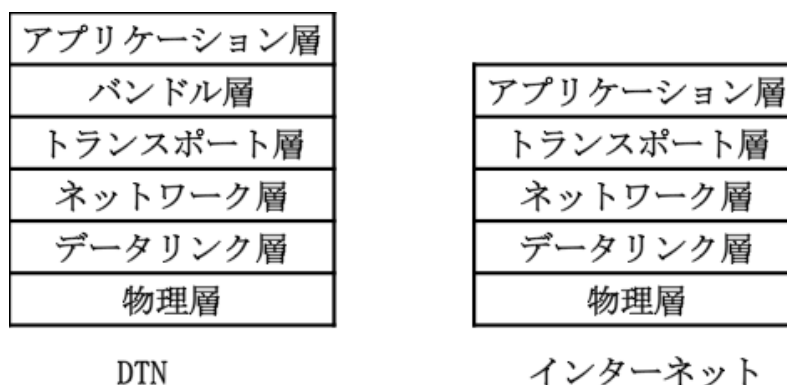 アプリケーション層
バンドル層
トランスポート層
ネットワーク層
データリンク層
物理層
DTN
アプリケーション層
トランスポート層
ネットワーク層
データリンク層
物理層
インターネット